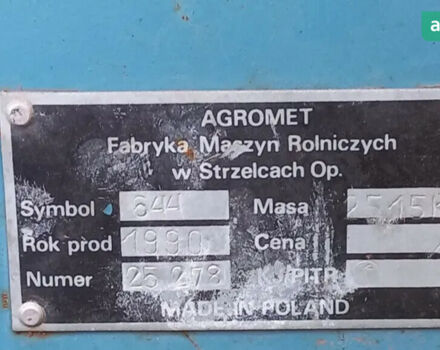 a
AGROMET
Fabryka Maszyn Rolniczych
w Strzelcach Op.
Symbol 644 Masa
Rok prod 1990 Cena
Numer 25 278 PITR
MADE IN POLAND